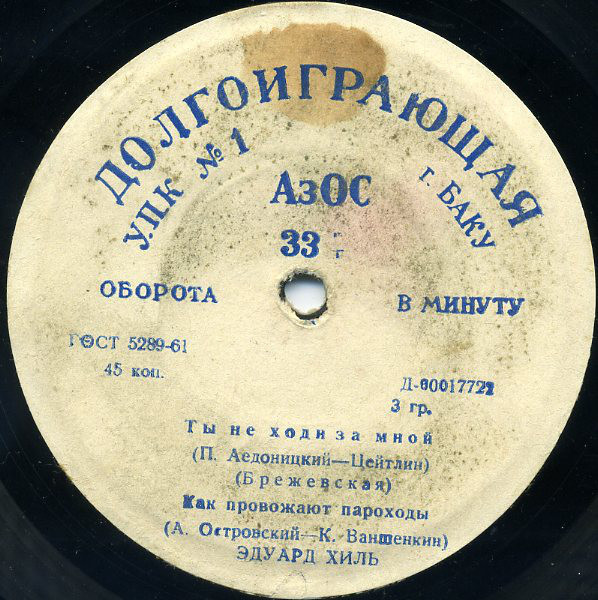 ДОЛГОИГРАЮЩАЯ
УПК № 1
г. БАКУ
АзОС
33
ОБОРОТА
В МИНУТУ
ГОСТ 5289-61
45 коп.
Д-00017721
3 гр.
Ты не ходи за мной
(П. Аедоницкий—Цейтлин)
(Брежевская)
Как провожают пароходы
(А. Островский—К. Ваншенкин)
ЭДУАРД ХИЛЬ